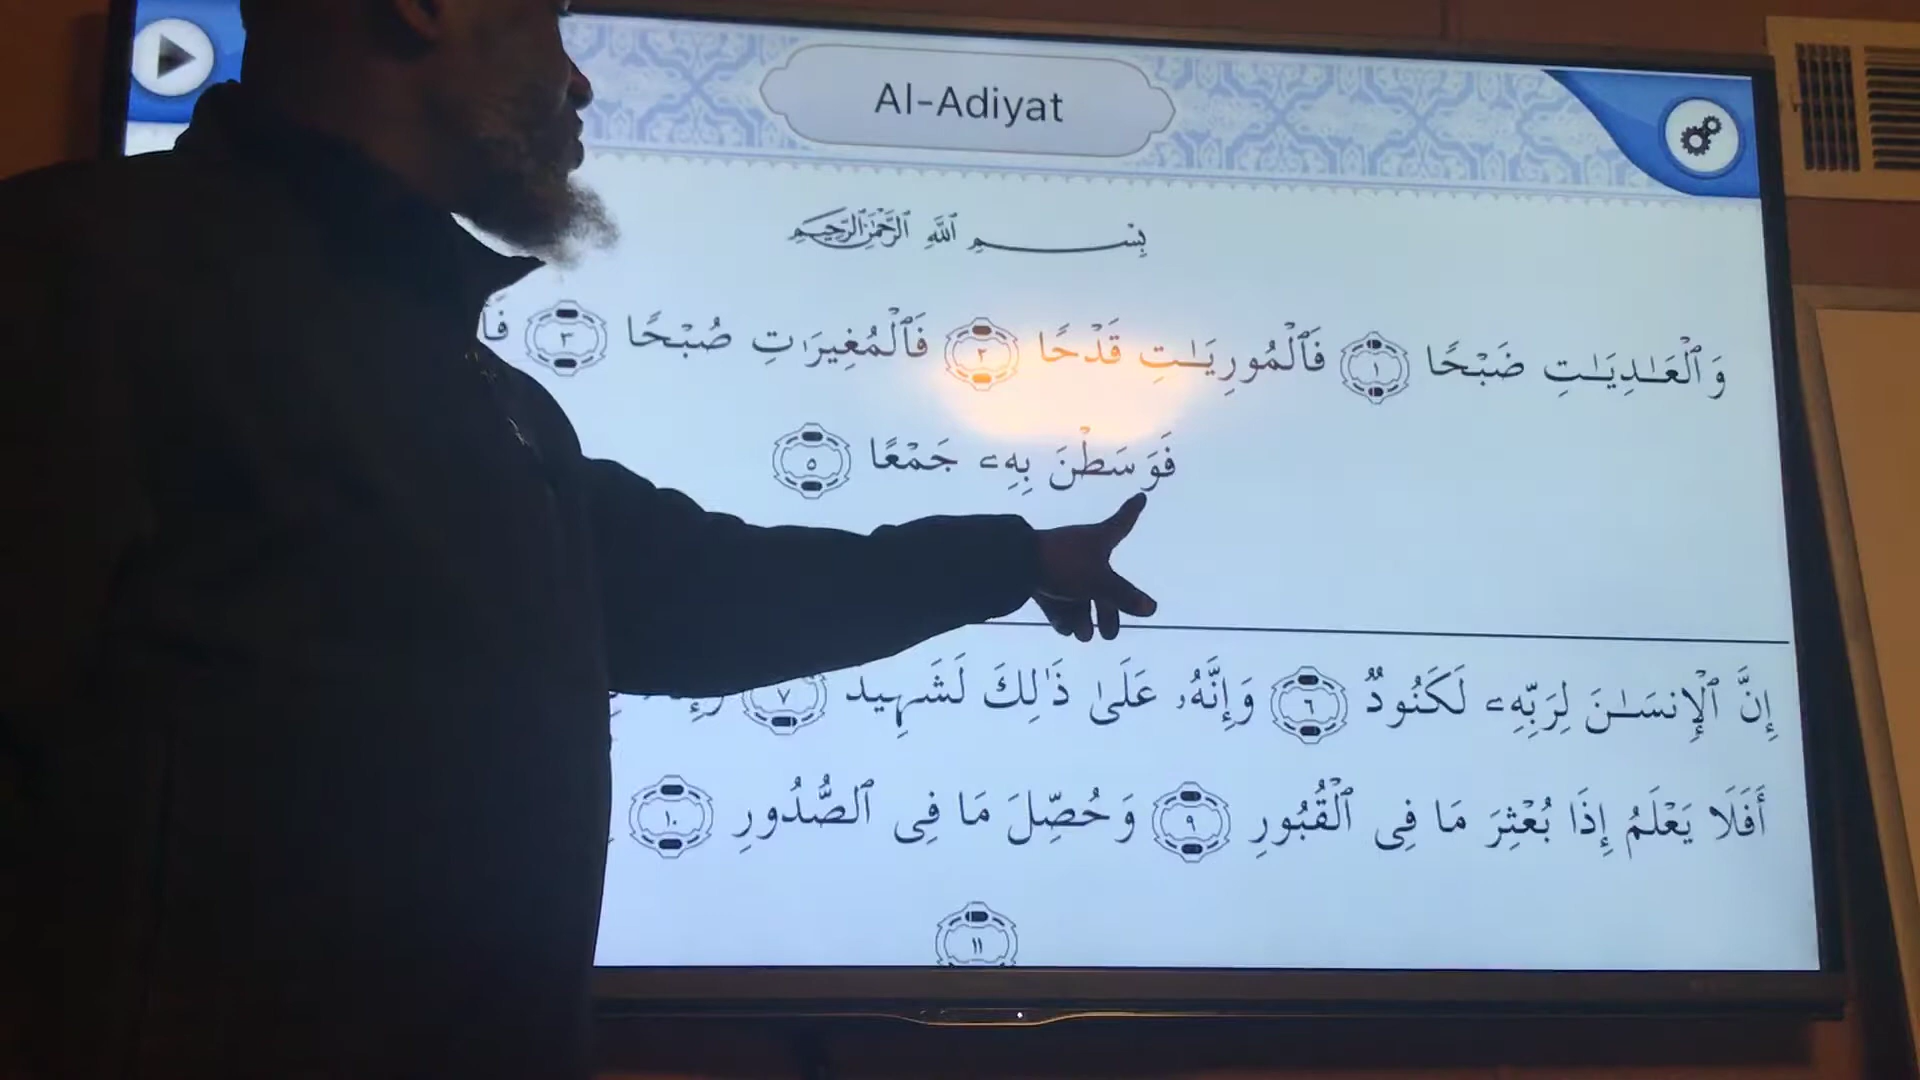 Al-Adiyat
بِسْمِ ٱللَّهِ ٱلرَّحْمَٰنِ ٱلرَّحِيمِ
وَٱلْعَٰدِيَٰتِ ضَبْحًا ١ فَٱلْمُورِيَٰتِ قَدْحًا ٢ فَٱلْمُغِيرَٰتِ صُبْحًا ٣
فَوَسَطْنَ بِهِۦ جَمْعًا ٥
إِنَّ ٱلْإِنسَٰنَ لِرَبِّهِۦ لَكَنُودٌ ٦ وَإِنَّهُۥ عَلَىٰ ذَٰلِكَ لَشَهِيدٌ ٧
أَفَلَا يَعْلَمُ إِذَا بُعْثِرَ مَا فِى ٱلْقُبُورِ ٩ وَحُصِّلَ مَا فِى ٱلصُّدُورِ ١٠
١١